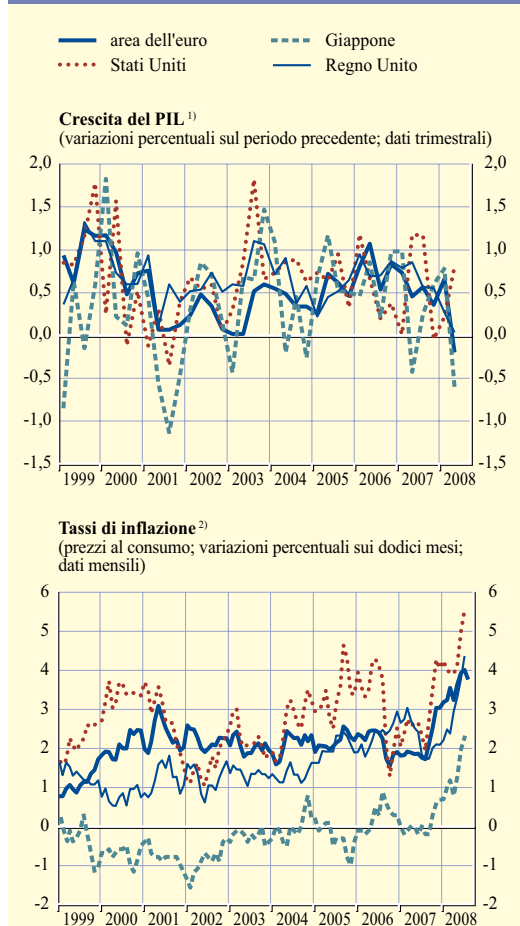 area dell'euro Giappone
Stati Uniti Regno Unito
Crescita del PIL 1)
(variazioni percentuali sul periodo precedente; dati trimestrali)
2,0 2,0
1,5 1,5
1,0 1,0
0,5 0,5
0,0 0,0
-0,5 -0,5
-1,0 -1,0
-1,5 -1,5
1999 2000 2001 2002 2003 2004 2005 2006 2007 2008
Tassi di inflazione 2)
(prezzi al consumo; variazioni percentuali sui dodici mesi;
dati mensili)
6 6
5 5
4 4
3 3
2 2
1 1
0 0
-1 -1
-2 -2
1999 2000 2001 2002 2003 2004 2005 2006 2007 2008